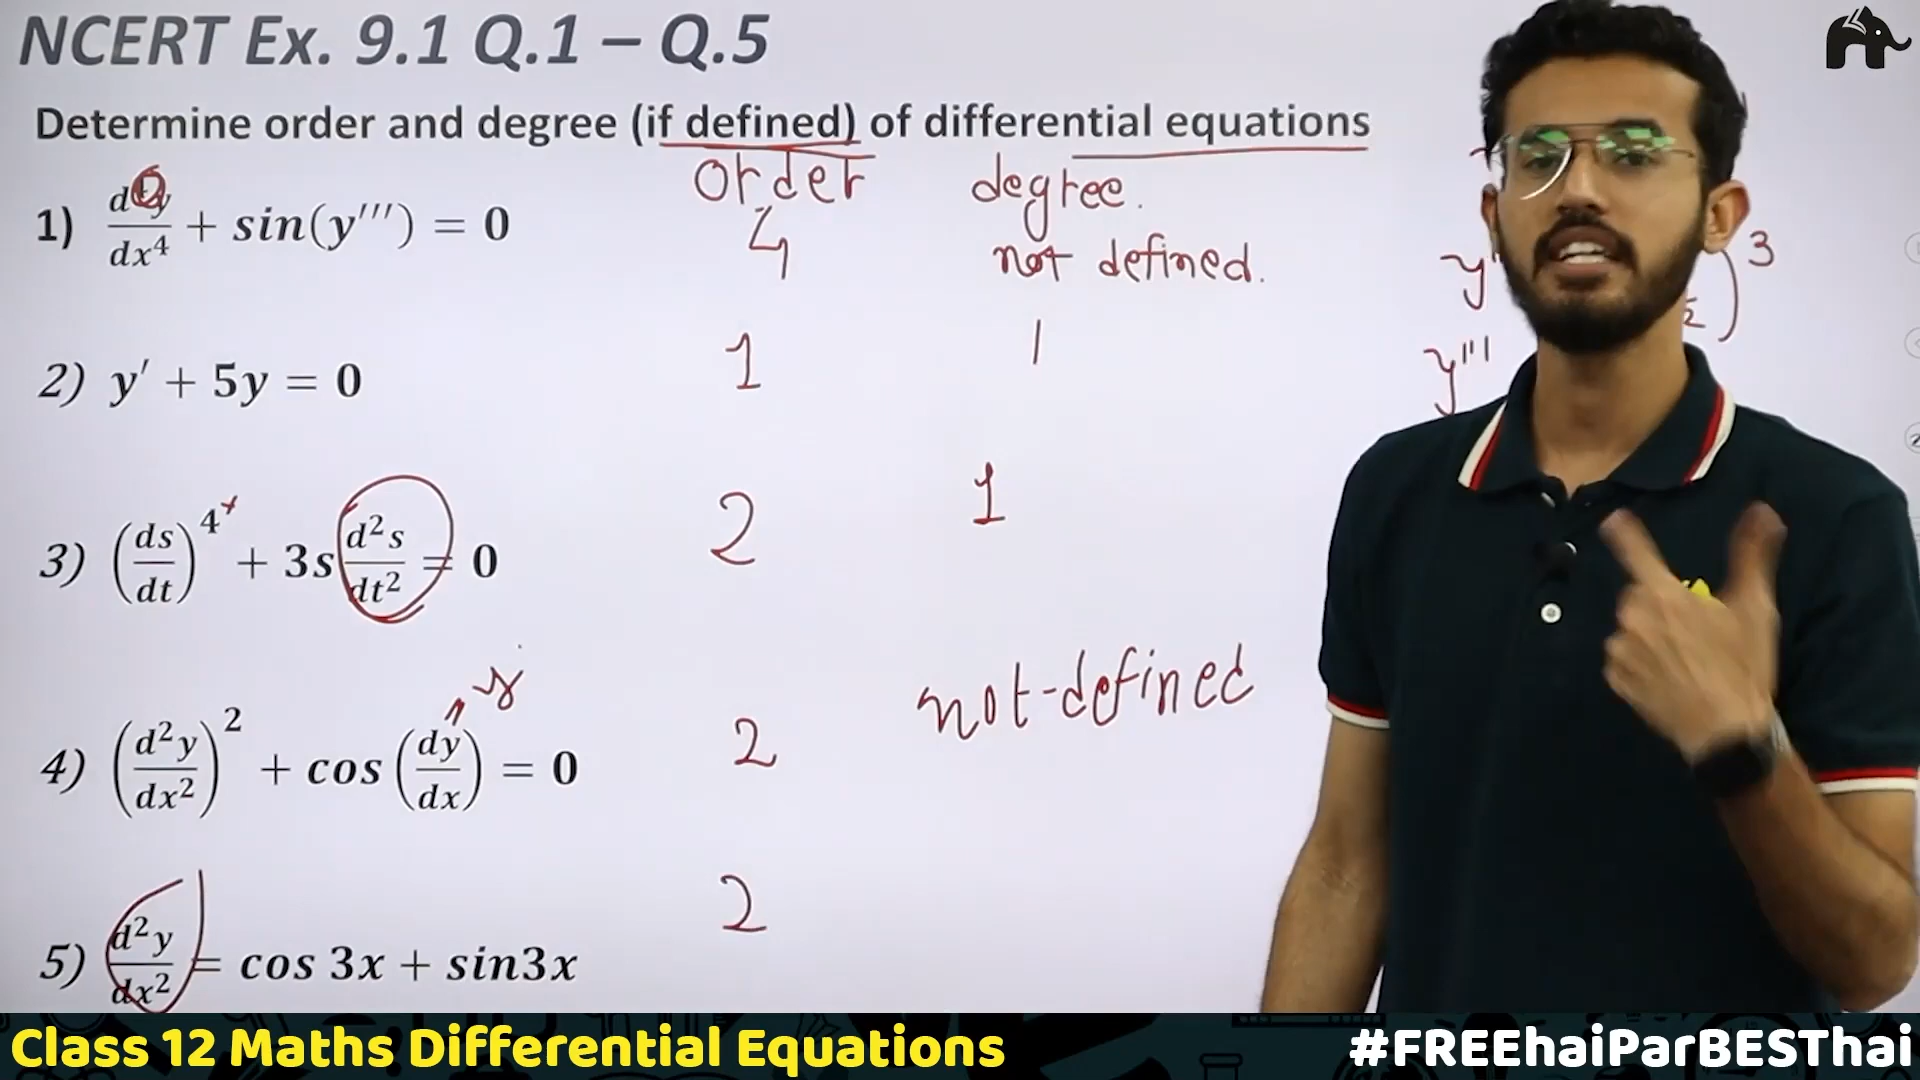 NCERT Ex. 9.1 Q.1 – Q.5
Determine order and degree (if defined) of differential equations
order degree.
1) d⁴y/dx⁴ + sin(y′′′) = 0 4 not defined.
2) y′ + 5y = 0 1 1
3) (ds/dt)⁴ + 3s d²s/dt² = 0 2 1
4) (d²y/dx²)² + cos(dy/dx) = 0 2 not-defined
5) d²y/dx² = cos 3x + sin3x 2
)³
y'''
Class 12 Maths Differential Equations
#FREEhaiParBESThai